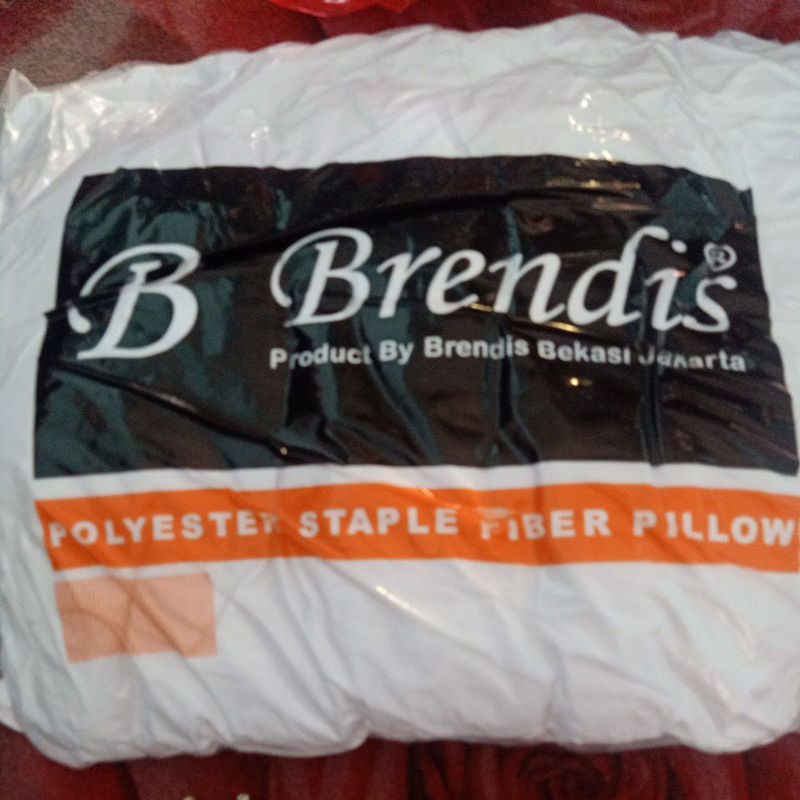 B Brendis ®
Product By Brendis Bekasi Jakarta
POLYESTER STAPLE FIBER PILLOW